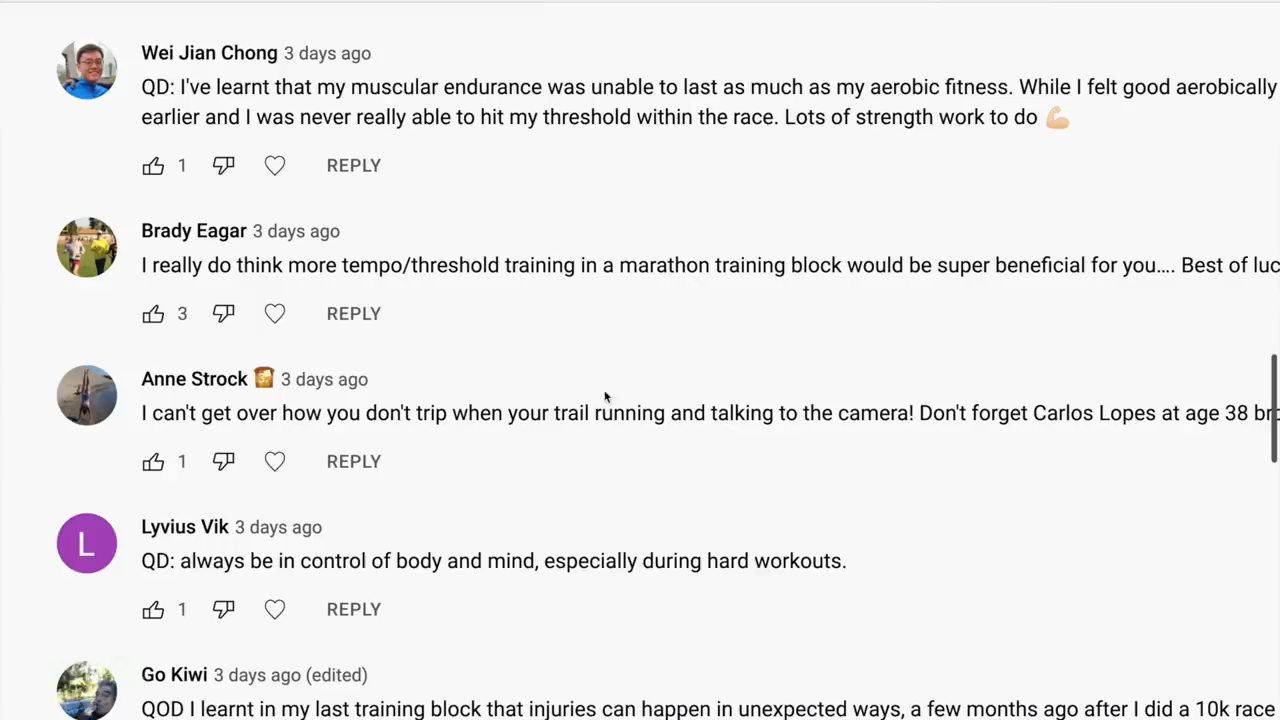 Wei Jian Chong 3 days ago
QD: I've learnt that my muscular endurance was unable to last as much as my aerobic fitness. While I felt good aerobically
earlier and I was never really able to hit my threshold within the race. Lots of strength work to do 💪🏼
1 REPLY
Brady Eagar 3 days ago
I really do think more tempo/threshold training in a marathon training block would be super beneficial for you…. Best of luc
3 REPLY
Anne Strock 3 days ago
I can't get over how you don't trip when your trail running and talking to the camera! Don't forget Carlos Lopes at age 38 bro
1 REPLY
L
Lyvius Vik 3 days ago
QD: always be in control of body and mind, especially during hard workouts.
1 REPLY
Go Kiwi 3 days ago (edited)
QOD I learnt in my last training block that injuries can happen in unexpected ways, a few months ago after I did a 10k race